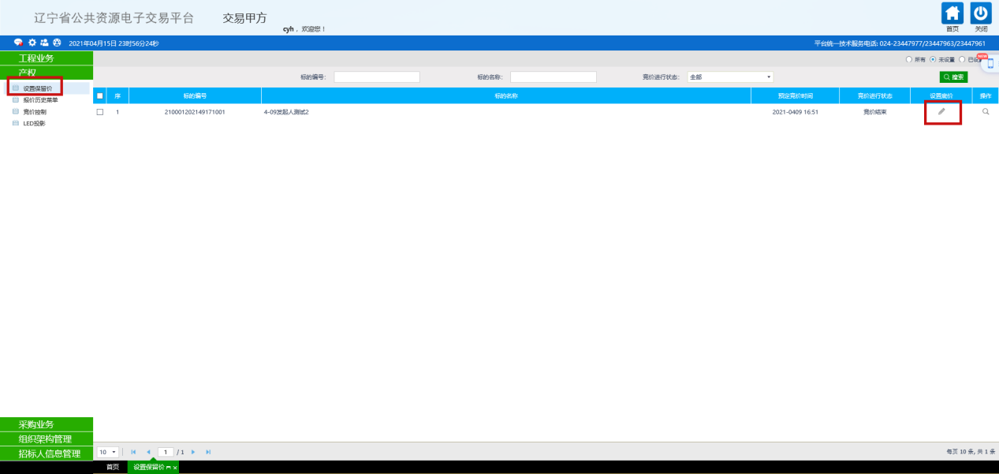 辽宁省公共资源电子交易平台 交易甲方
cyh，欢迎您！
首页 关闭
2021年04月15日 23时56分24秒 平台统一技术服务电话: 024-23447977/23447963/23447961
工程业务
产权
设置保留价
报价历史菜单
竞价控制
LED投影
所有 未设置
标的编号: 标的名称: 竞价进行状态: 全部 搜索
序 标的编号 标的名称 预定竞价时间 竞价进行状态 设置底价 操作
1 210001202149171001 4-09发起人测试2 2021-0409 16:51 竞价结束
采购业务
组织架构管理
招标人信息管理
10 1 / 1 每页 10 条, 共 1 条
首页 设置保留价